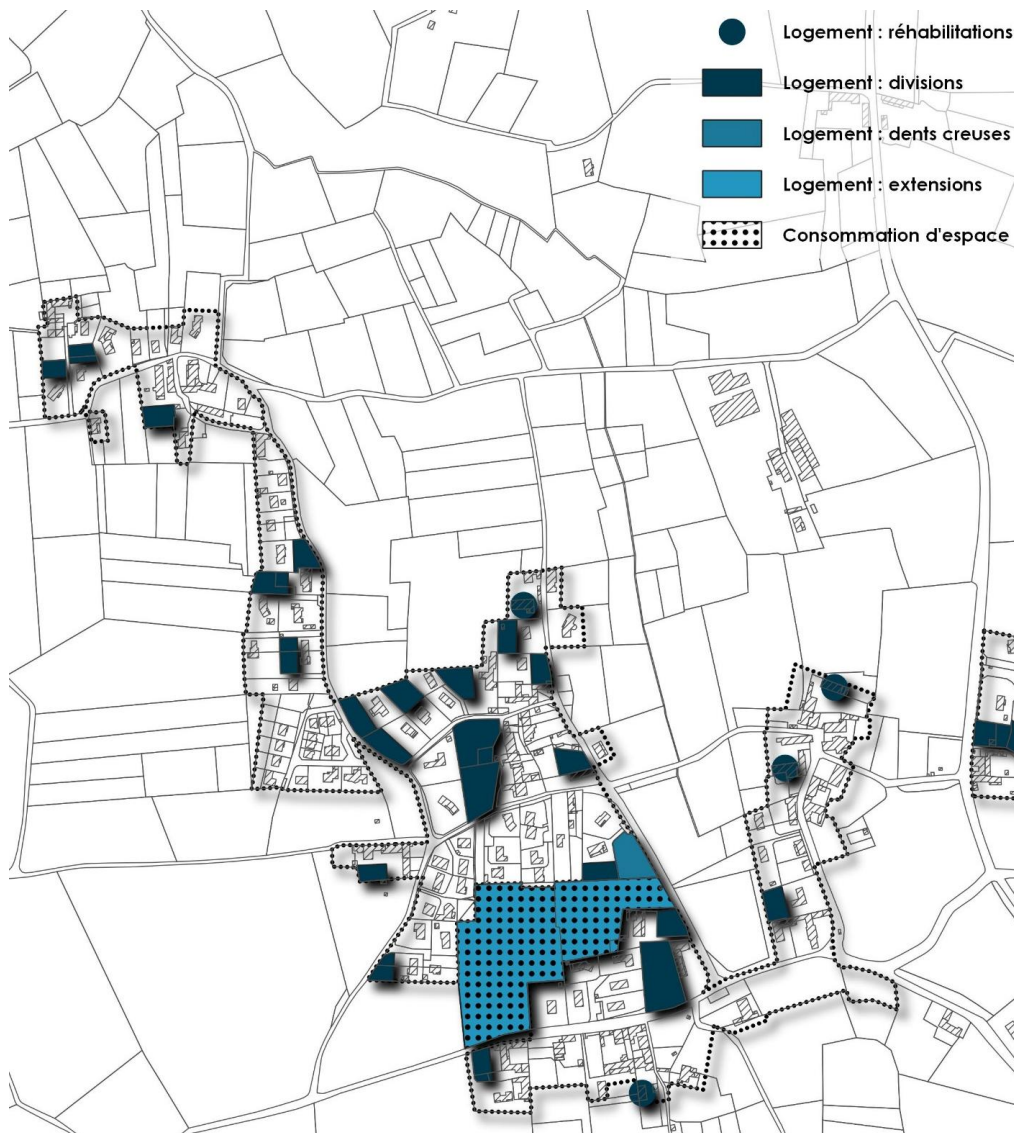 Logement : réhabilitations
Logement : divisions
Logement : dents creuses
Logement : extensions
Consommation d'espace